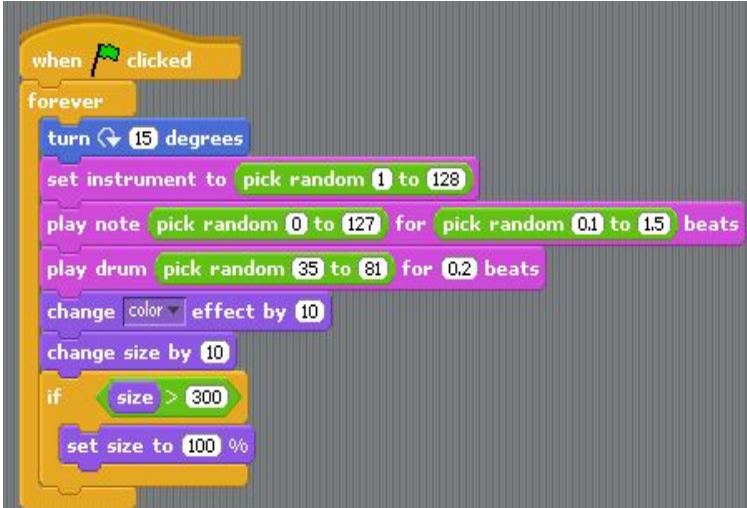 when clicked
forever
turn 15 degrees
set instrument to pick random 1 to 128
play note pick random 0 to 127 for pick random 0.1 to 1.5 beats
play drum pick random 35 to 81 for 0.2 beats
change color effect by 10
change size by 10
if size > 300
set size to 100 %